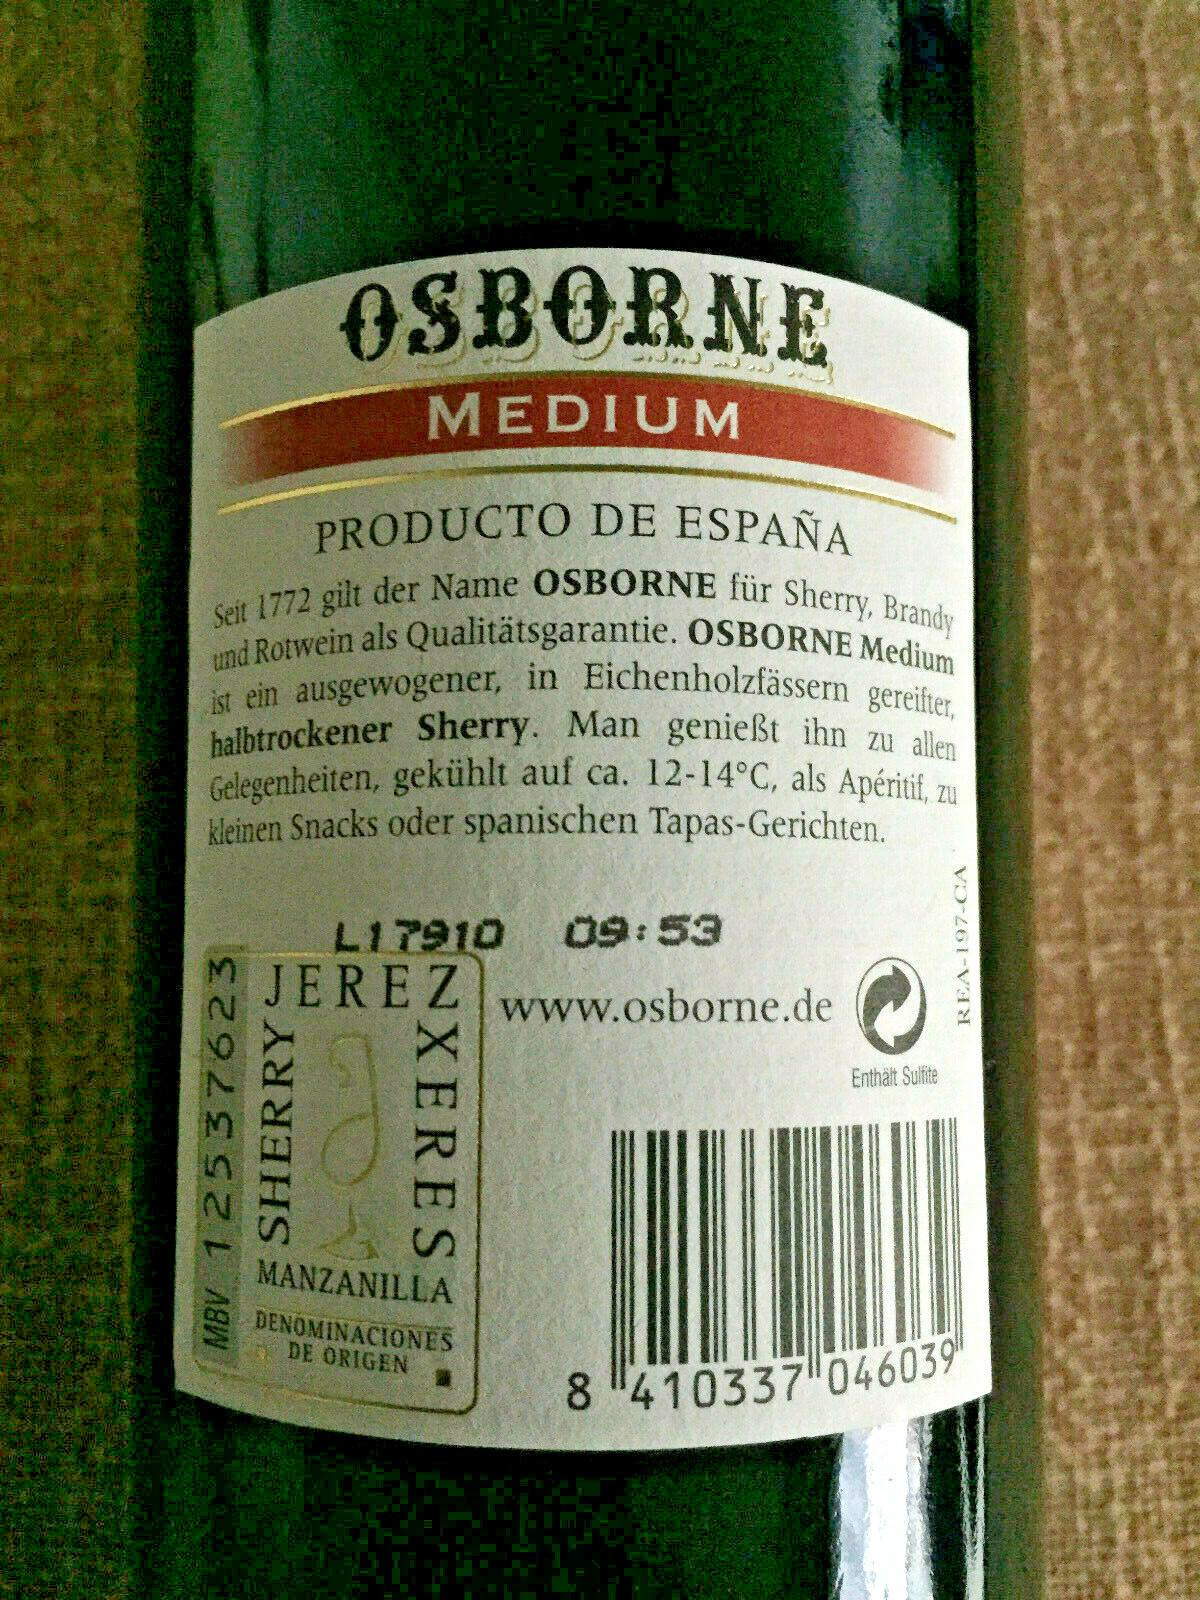 OSBORNE
MEDIUM
PRODUCTO DE ESPAÑA
Seit 1772 gilt der Name OSBORNE für Sherry, Brandy
und Rotwein als Qualitätsgarantie. OSBORNE Medium
ist ein ausgewogener, in Eichenholzfässern gereifter,
halbtrockener Sherry. Man genießt ihn zu allen
Gelegenheiten, gekühlt auf ca. 12-14°C, als Apéritif, zu
kleinen Snacks oder spanischen Tapas-Gerichten.
L17910 09:53
REA-197-CA
MBV 12537623
JEREZ
XERES
SHERRY
MANZANILLA
DENOMINACIONES
DE ORIGEN
www.osborne.de
Enthält Sulfite
8 410337 046039